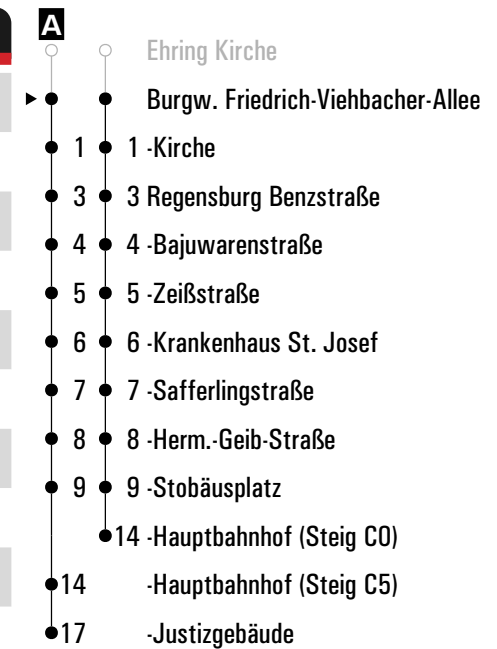 A
Ehring Kirche
Burgw. Friedrich-Viehbacher-Allee
1 1 -Kirche
3 3 Regensburg Benzstraße
4 4 -Bajuwarenstraße
5 5 -Zeißstraße
6 6 -Krankenhaus St. Josef
7 7 -Safferlingstraße
8 8 -Herm.-Geib-Straße
9 9 -Stobäusplatz
14 -Hauptbahnhof (Steig C0)
14 -Hauptbahnhof (Steig C5)
17 -Justizgebäude